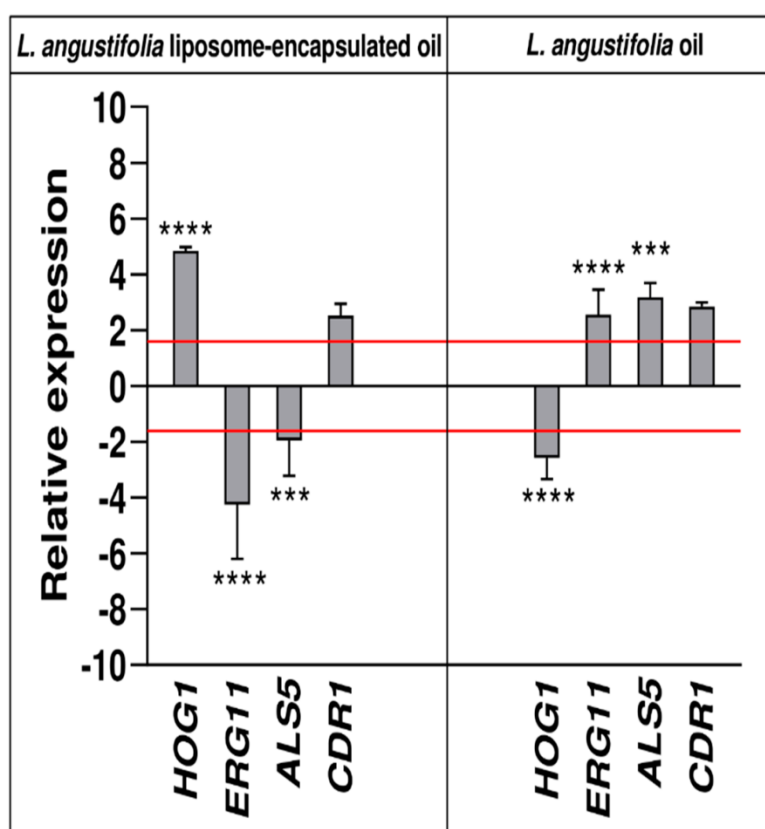 L. angustifolia liposome-encapsulated oil
L. angustifolia oil
Relative expression
10
8
6
4
2
0
-2
-4
-6
-8
-10
****
****
***
****
****
***
HOG1
ERG11
ALS5
CDR1
HOG1
ERG11
ALS5
CDR1